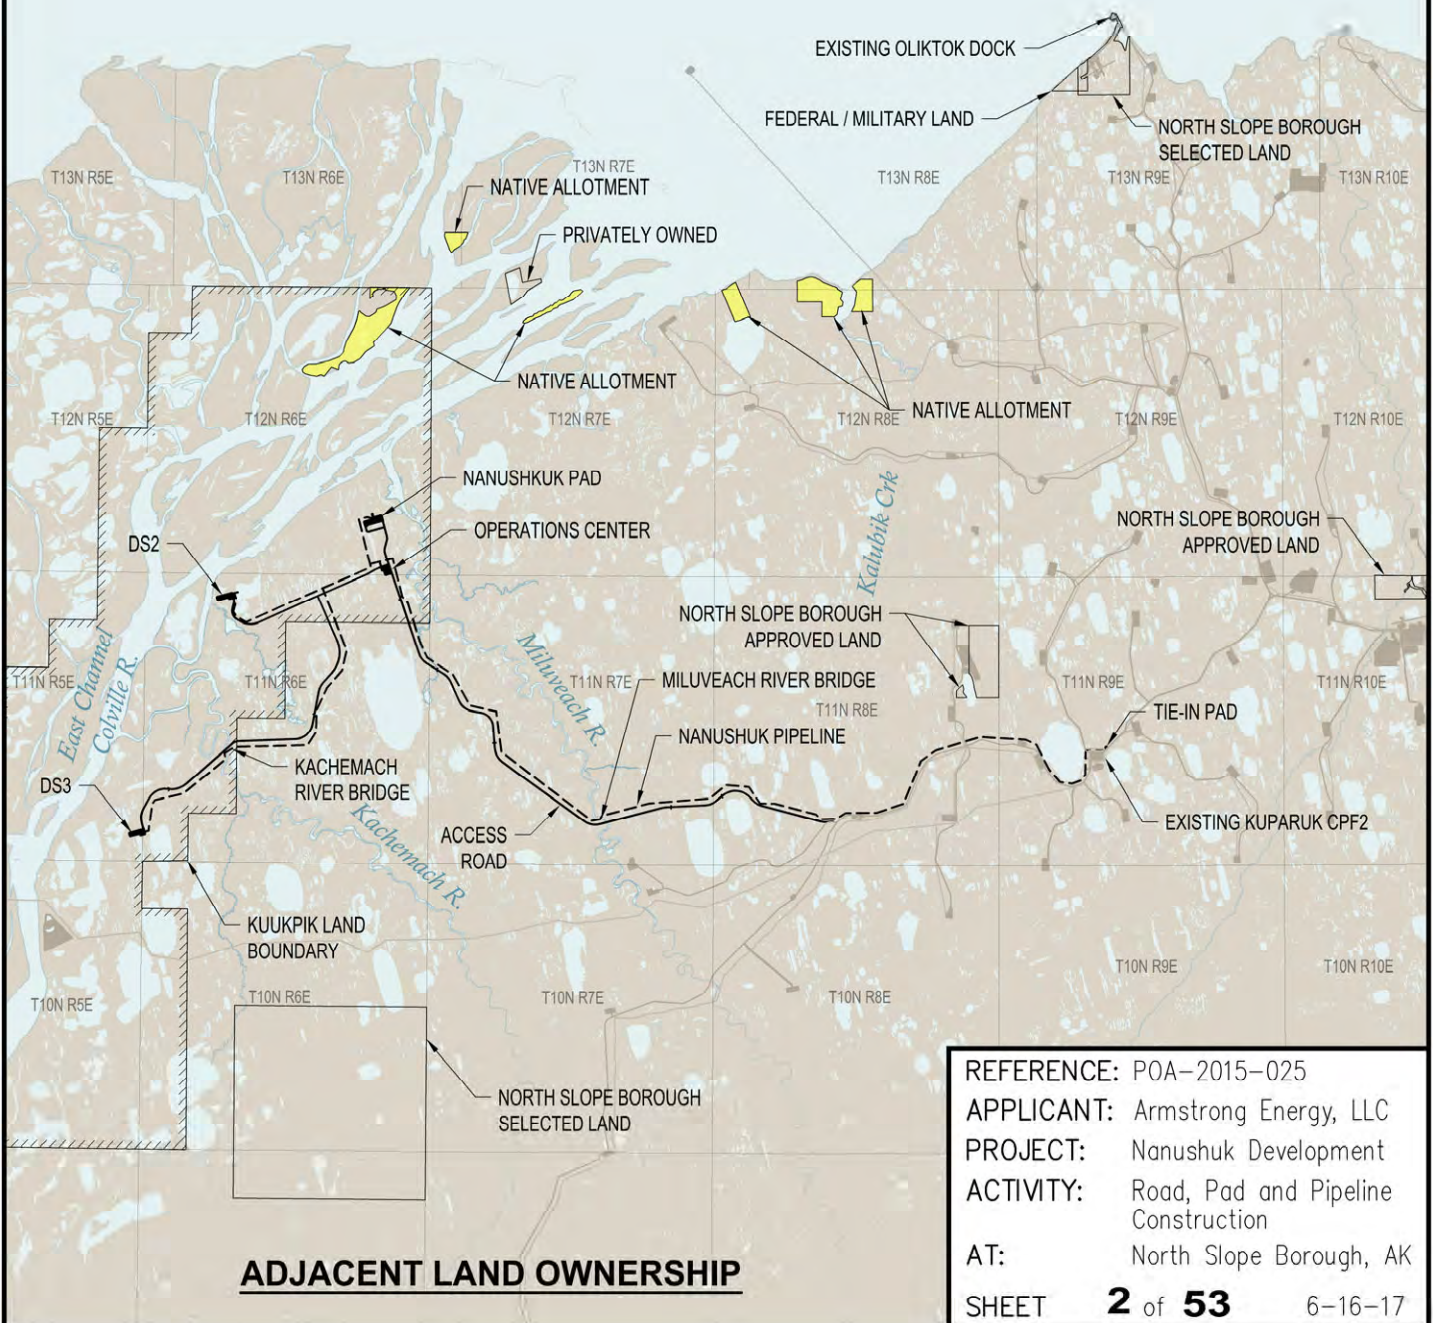 EXISTING OLIKTOK DOCK
FEDERAL / MILITARY LAND
NORTH SLOPE BOROUGH
SELECTED LAND
T13N R5E
T13N R6E
T13N R7E
T13N R8E
T13N R9E
T13N R10E
NATIVE ALLOTMENT
PRIVATELY OWNED
NATIVE ALLOTMENT
NATIVE ALLOTMENT
T12N R5E
T12N R6E
T12N R7E
T12N R8E
T12N R9E
T12N R10E
NANUSHKUK PAD
OPERATIONS CENTER
DS2
Kalubik Crk
NORTH SLOPE BOROUGH
APPROVED LAND
NORTH SLOPE BOROUGH
APPROVED LAND
East Channel
Colville R.
Miluveach R.
T11N R5E
T11N R6E
T11N R7E
T11N R8E
T11N R9E
T11N R10E
MILUVEACH RIVER BRIDGE
NANUSHUK PIPELINE
TIE-IN PAD
KACHEMACH
RIVER BRIDGE
DS3
Kachemach R.
ACCESS
ROAD
EXISTING KUPARUK CPF2
KUUKPIK LAND
BOUNDARY
T10N R5E
T10N R6E
T10N R7E
T10N R8E
T10N R9E
T10N R10E
NORTH SLOPE BOROUGH
SELECTED LAND
ADJACENT LAND OWNERSHIP
REFERENCE: POA-2015-025
APPLICANT: Armstrong Energy, LLC
PROJECT: Nanushuk Development
ACTIVITY: Road, Pad and Pipeline
Construction
AT: North Slope Borough, AK
SHEET 2 of 53 6-16-17